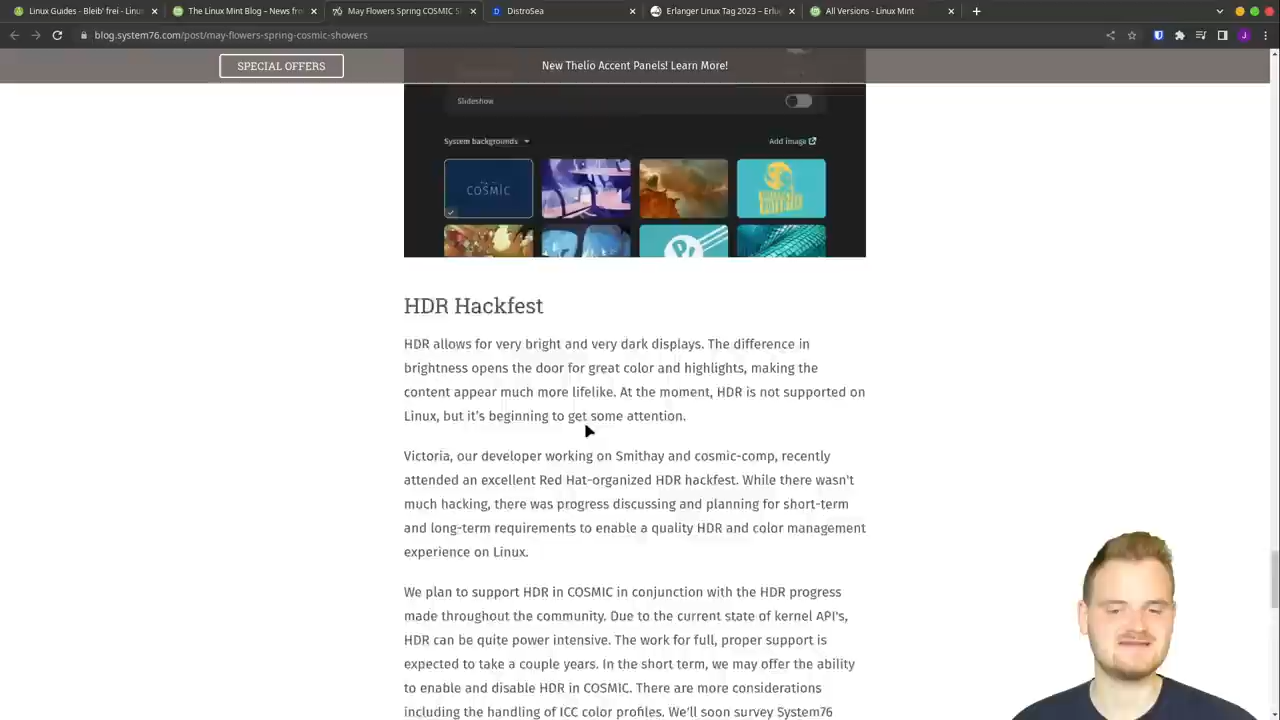 Linux Guides - Bleib' frei - Linu
The Linux Mint Blog – News fro
May Flowers Spring COSMIC S
DistroSea
Erlanger Linux Tag 2023 – Erlu
All Versions - Linux Mint
blog.system76.com/post/may-flowers-spring-cosmic-showers
SPECIAL OFFERS
New Thelio Accent Panels! Learn More!
Slideshow
System backgrounds
Add image
COSMIC
HDR Hackfest
HDR allows for very bright and very dark displays. The difference in
brightness opens the door for great color and highlights, making the
content appear much more lifelike. At the moment, HDR is not supported on
Linux, but it's beginning to get some attention.
Victoria, our developer working on Smithay and cosmic-comp, recently
attended an excellent Red Hat-organized HDR hackfest. While there wasn't
much hacking, there was progress discussing and planning for short-term
and long-term requirements to enable a quality HDR and color management
experience on Linux.
We plan to support HDR in COSMIC in conjunction with the HDR progress
made throughout the community. Due to the current state of kernel API's,
HDR can be quite power intensive. The work for full, proper support is
expected to take a couple years. In the short term, we may offer the ability
to enable and disable HDR in COSMIC. There are more considerations
including the handling of ICC color profiles. We'll soon survey System76